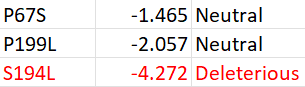 P67S -1.465 Neutral
P199L -2.057 Neutral
S194L -4.272 Deleterious